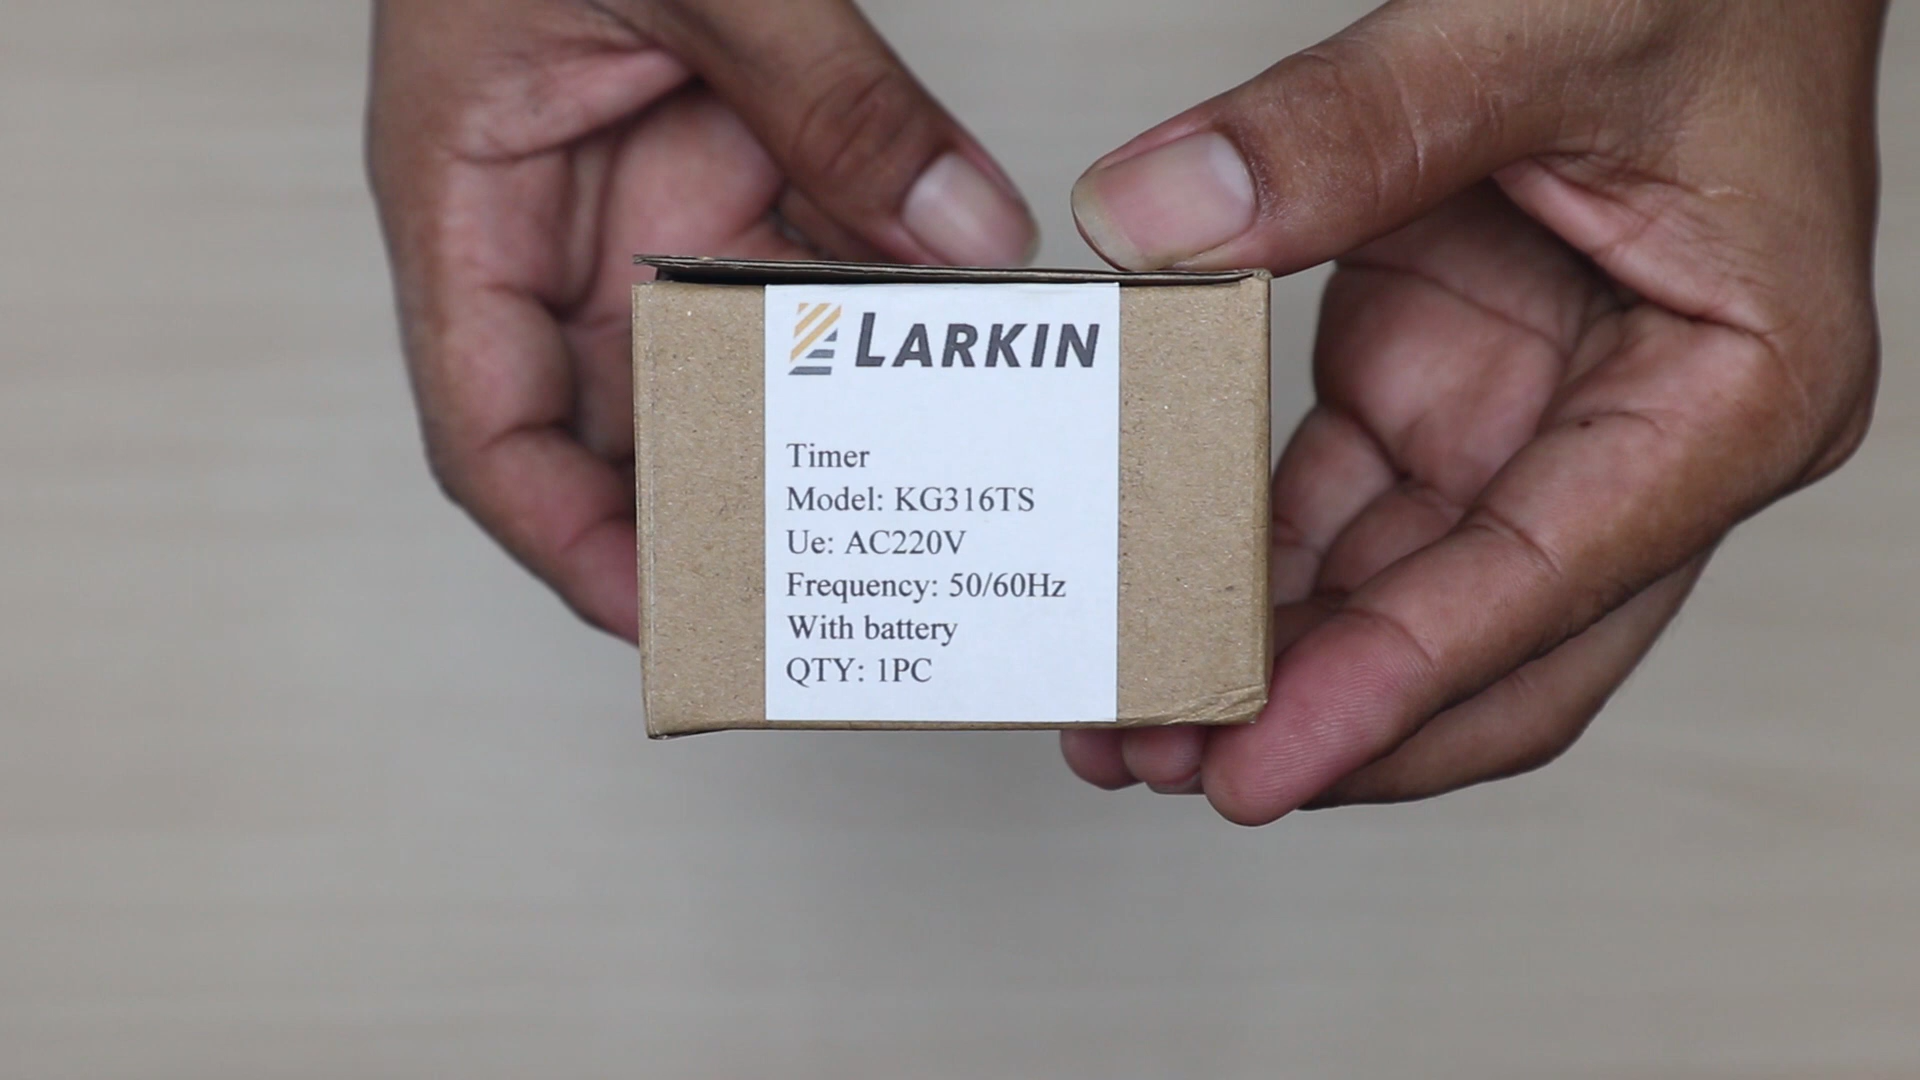 LARKIN
Timer
Model: KG316TS
Ue: AC220V
Frequency: 50/60Hz
With battery
QTY: 1PC